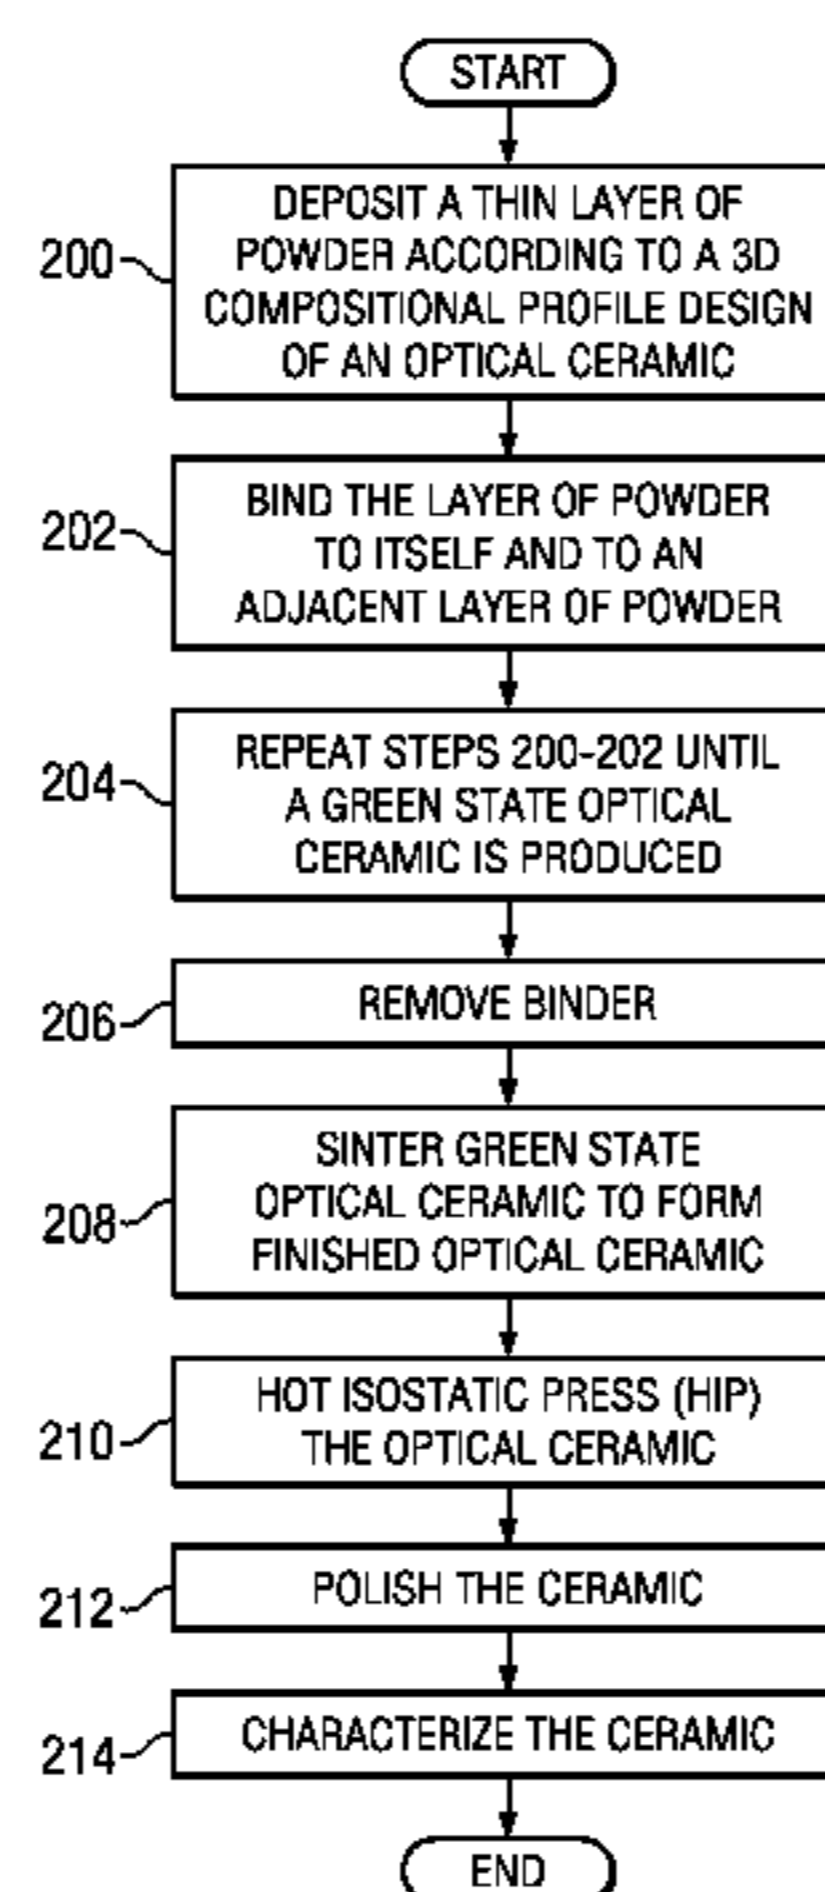 START
200
DEPOSIT A THIN LAYER OF
POWDER ACCORDING TO A 3D
COMPOSITIONAL PROFILE DESIGN
OF AN OPTICAL CERAMIC
202
BIND THE LAYER OF POWDER
TO ITSELF AND TO AN
ADJACENT LAYER OF POWDER
204
REPEAT STEPS 200-202 UNTIL
A GREEN STATE OPTICAL
CERAMIC IS PRODUCED
206
REMOVE BINDER
208
SINTER GREEN STATE
OPTICAL CERAMIC TO FORM
FINISHED OPTICAL CERAMIC
210
HOT ISOSTATIC PRESS (HIP)
THE OPTICAL CERAMIC
212
POLISH THE CERAMIC
214
CHARACTERIZE THE CERAMIC
END